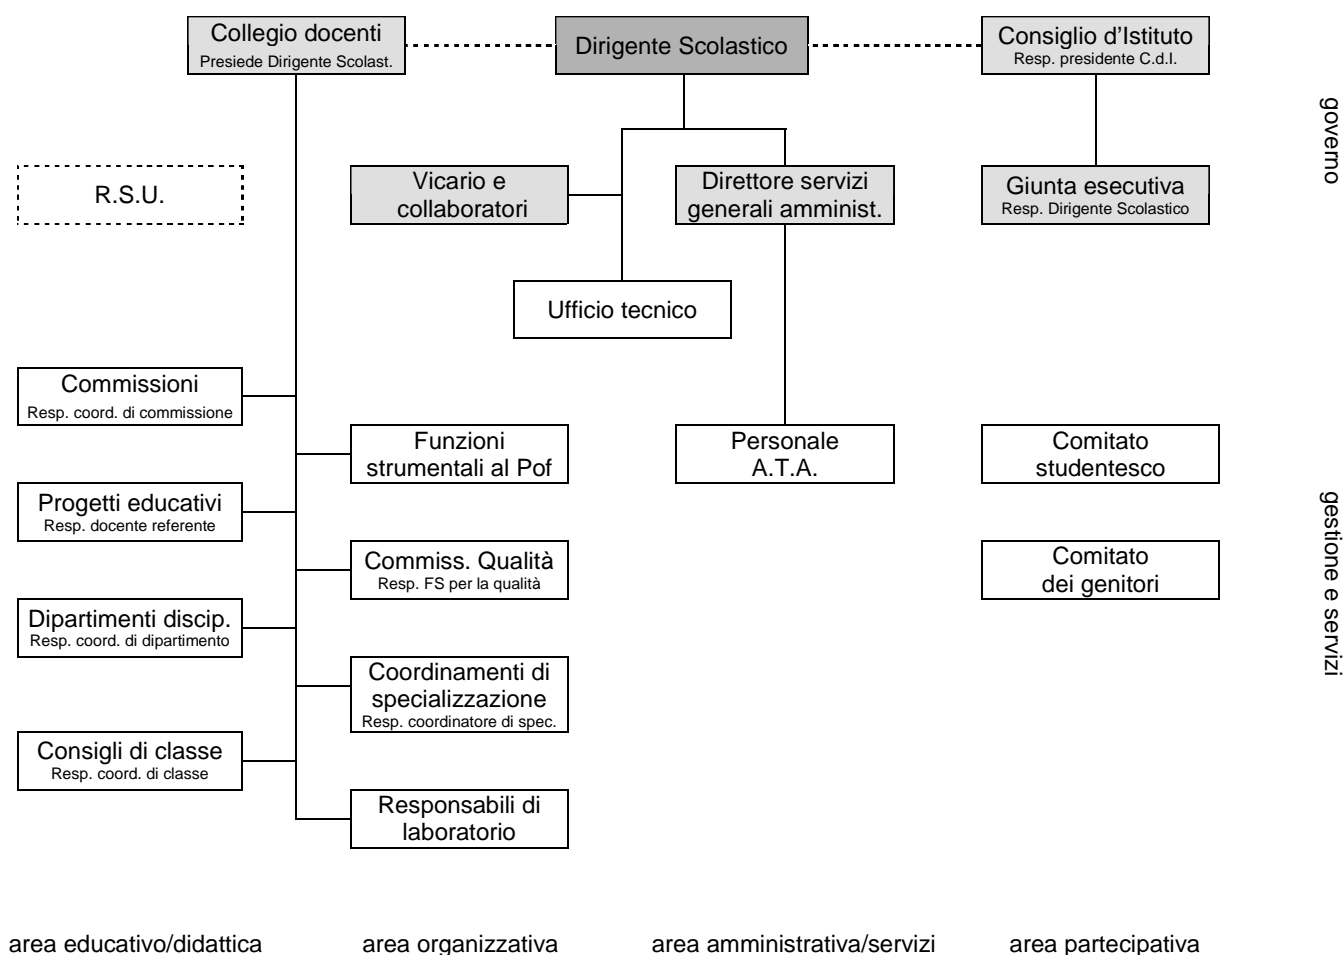 Collegio docenti
Presiede Dirigente Scolast.
Dirigente Scolastico
Consiglio d'Istituto
Resp. presidente C.d.I.
governo
R.S.U.
Vicario e
collaboratori
Direttore servizi
generali amminist.
Giunta esecutiva
Resp. Dirigente Scolastico
Ufficio tecnico
Commissioni
Resp. coord. di commissione
Funzioni
strumentali al Pof
Personale
A.T.A.
Comitato
studentesco
Progetti educativi
Resp. docente referente
Commiss. Qualità
Resp. FS per la qualità
Comitato
dei genitori
gestione e servizi
Dipartimenti discip.
Resp. coord. di dipartimento
Coordinamenti di
specializzazione
Resp. coordinatore di spec.
Consigli di classe
Resp. coord. di classe
Responsabili di
laboratorio
area educativo/didattica
area organizzativa
area amministrativa/servizi
area partecipativa